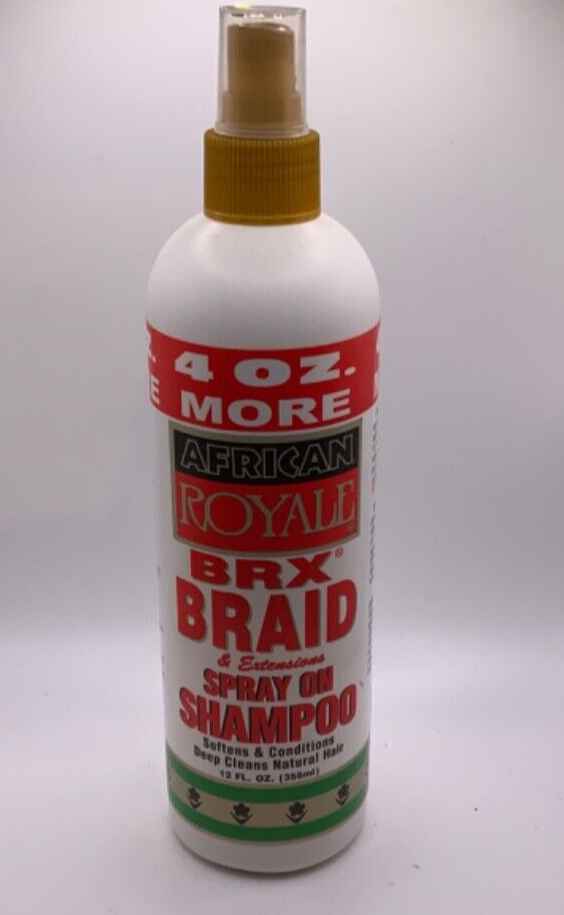 4 OZ.
MORE
AFRICAN
ROYALE
BRX®
BRAID
& Extensions
SPRAY ON
SHAMPOO
Softens & Conditions
Deep Cleans Natural Hair
12 FL. OZ. (355ml)